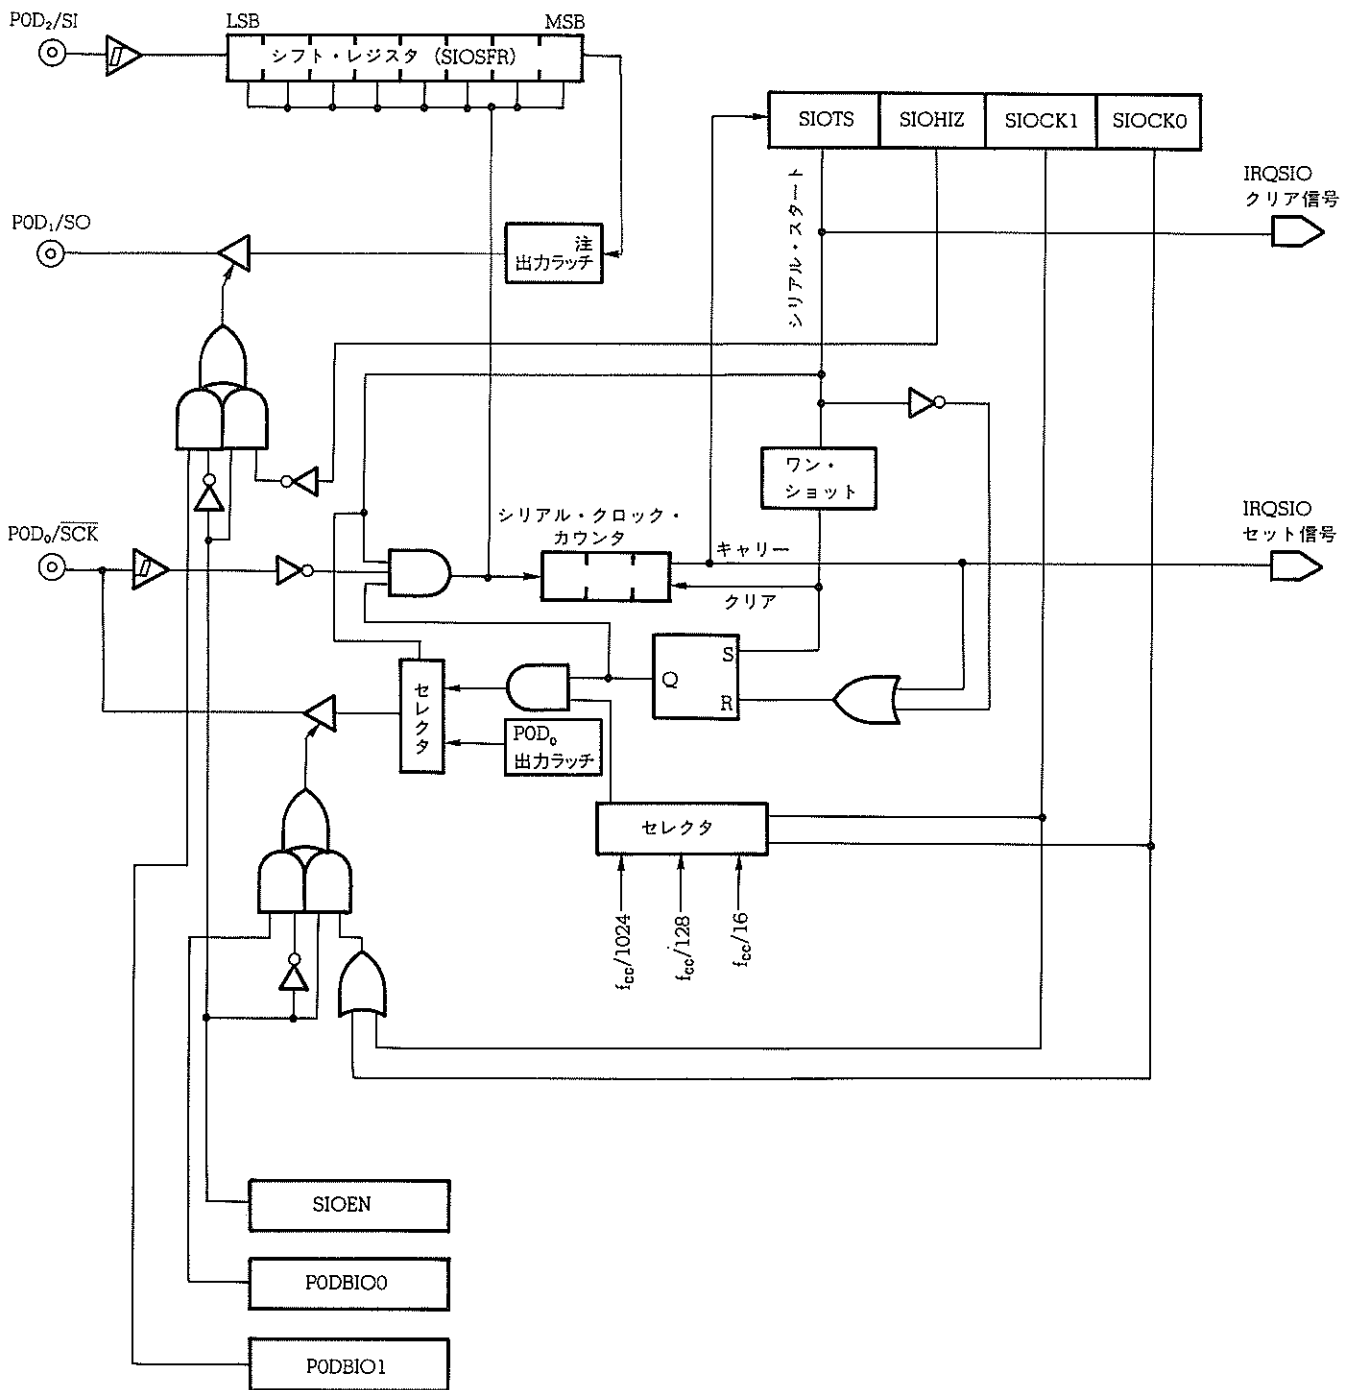 P0D₂/SI
LSB
MSB
シフト・レジスタ (SIOSFR)
SIOTS
SIOHIZ
SIOCK1
SIOCK0
IRQSIO
クリア信号
P0D₁/SO
注
出力ラッチ
シリアル・スタート
ワン・
ショット
P0D₀/S̅C̅K̅
シリアル・クロック・
カウンタ
キャリー
クリア
IRQSIO
セット信号
S
Q
R
セレクタ
P0D₀
出力ラッチ
セレクタ
fcc/1024
fcc/128
fcc/16
SIOEN
P0DBIO0
P0DBIO1